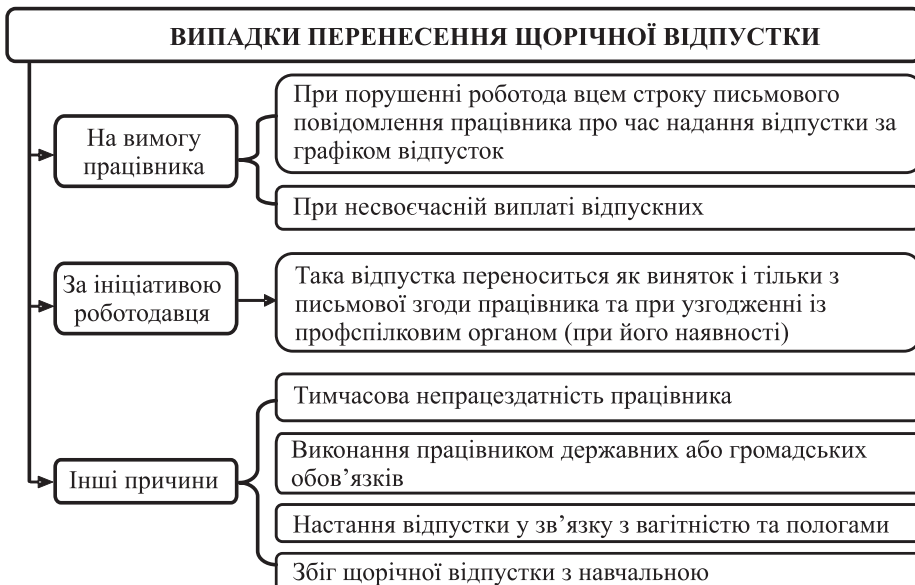 ВИПАДКИ ПЕРЕНЕСЕННЯ ЩОРІЧНОЇ ВІДПУСТКИ
На вимогу
працівника
При порушенні роботода вцем строку письмового
повідомлення працівника про час надання відпустки за
графіком відпусток
При несвоєчасній виплаті відпускних
За ініціативою
роботодавця
Така відпустка переноситься як виняток і тільки з
письмової згоди працівника та при узгодженні із
профспілковим органом (при його наявності)
Інші причини
Тимчасова непрацездатність працівника
Виконання працівником державних або громадських
обов’язків
Настання відпустки у зв’язку з вагітністю та пологами
Збіг щорічної відпустки з навчальною